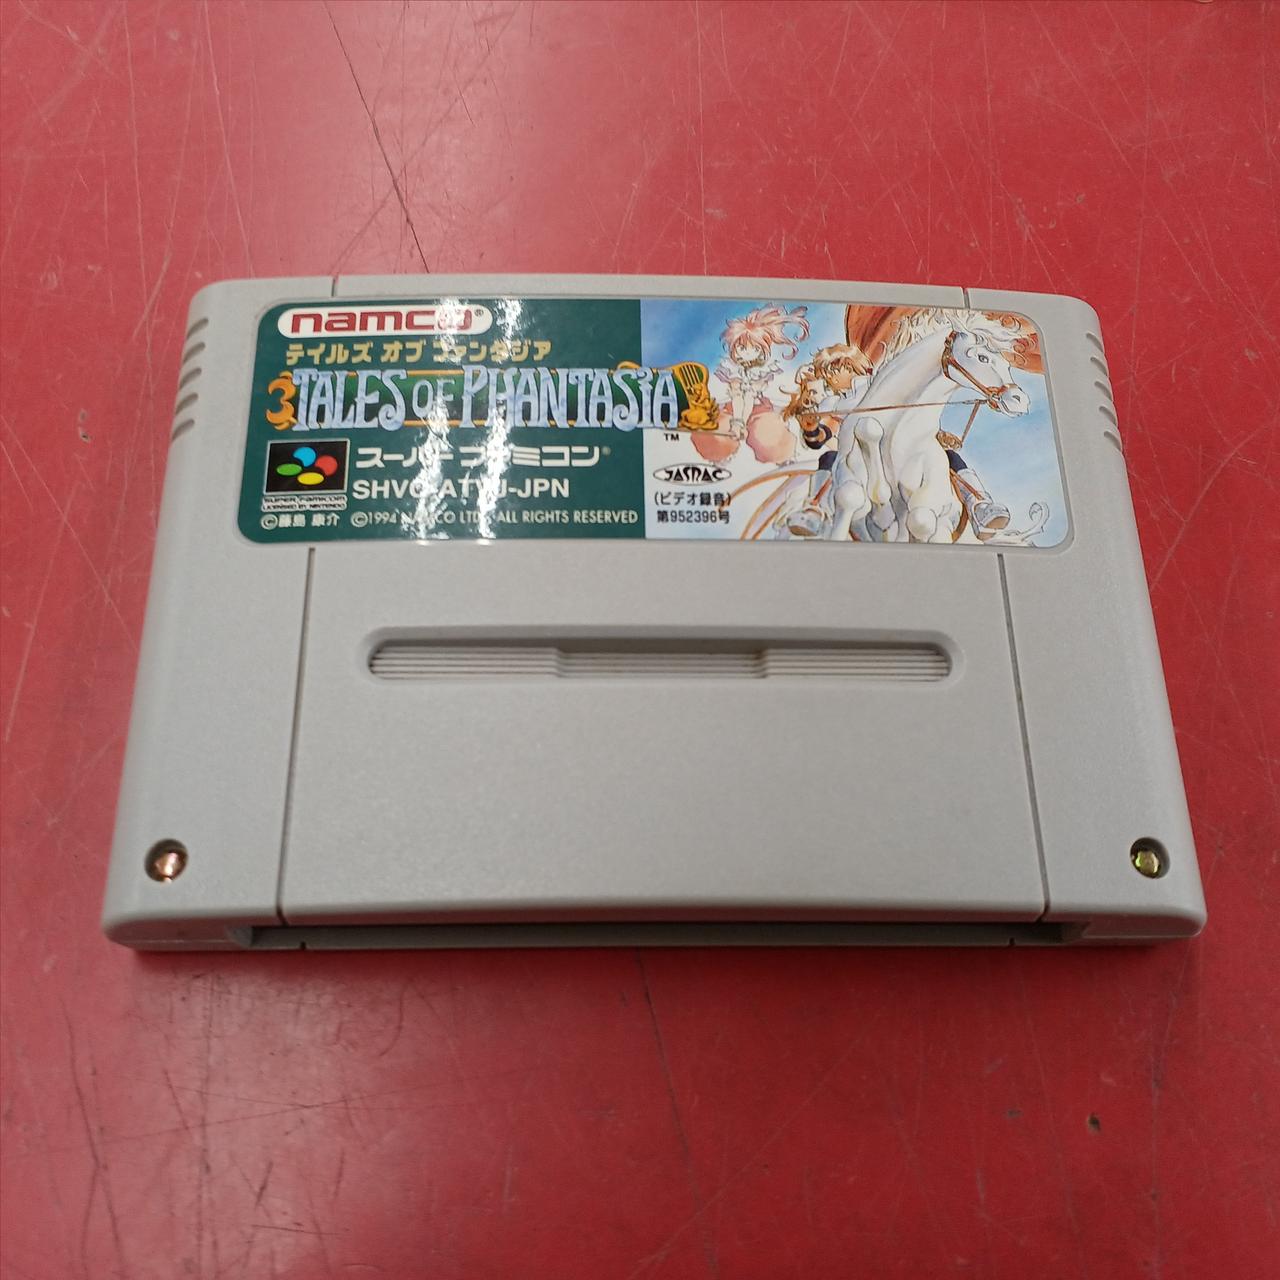 namco®
テイルズ オブ ファンタジア
TALES OF PHANTASIA
TM
スーパーファミコン®
SHVC-ATVJ-JPN
SUPER FAMICOM
LICENSED BY NINTENDO
©藤島 康介 ©1994 NAMCO LTD., ALL RIGHTS RESERVED
JASRAC
(ビデオ録音)
第952396号